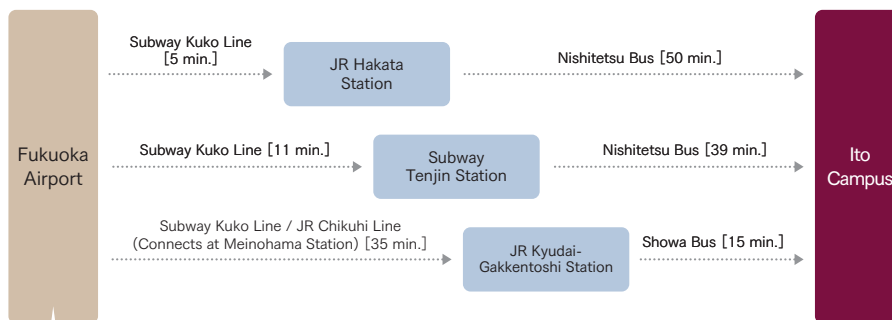 Subway Kuko Line
[5 min.]
JR Hakata
Station
Nishitetsu Bus [50 min.]
Fukuoka
Airport
Subway Kuko Line [11 min.]
Subway
Tenjin Station
Nishitetsu Bus [39 min.]
Ito
Campus
Subway Kuko Line / JR Chikuhi Line
(Connects at Meinohama Station) [35 min.]
JR Kyudai-
Gakkentoshi Station
Showa Bus [15 min.]